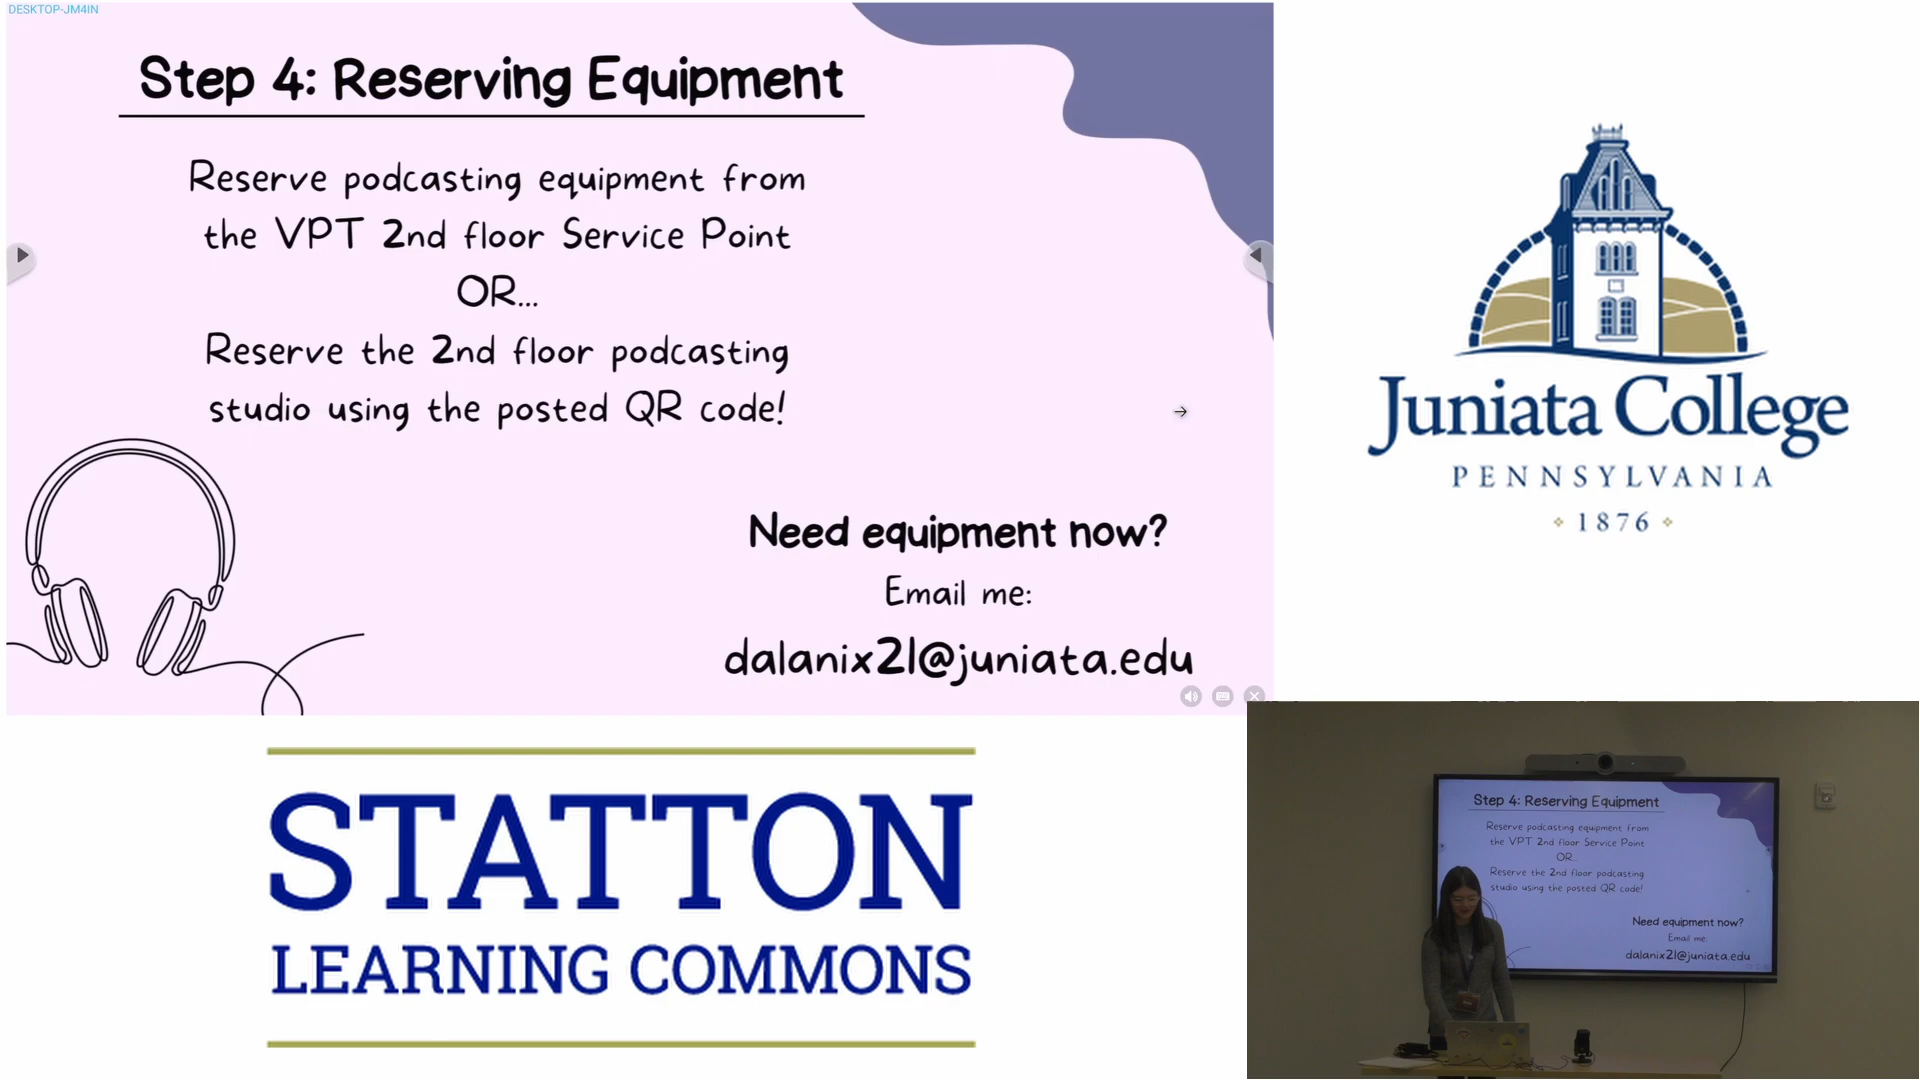 DESKTOP-JM4IN
Step 4: Reserving Equipment
Reserve podcasting equipment from
the VPT 2nd floor Service Point
OR...
Reserve the 2nd floor podcasting
studio using the posted QR code!
Need equipment now?
Email me:
dalanix21@juniata.edu
Juniata College
PENNSYLVANIA
1876
STATTON
LEARNING COMMONS
Step 4: Reserving Equipment
Reserve podcasting equipment from
the VPT 2nd floor Service Point
OR...
Reserve the 2nd floor podcasting
studio using the posted QR code!
Need equipment now?
Email me:
dalanix21@juniata.edu